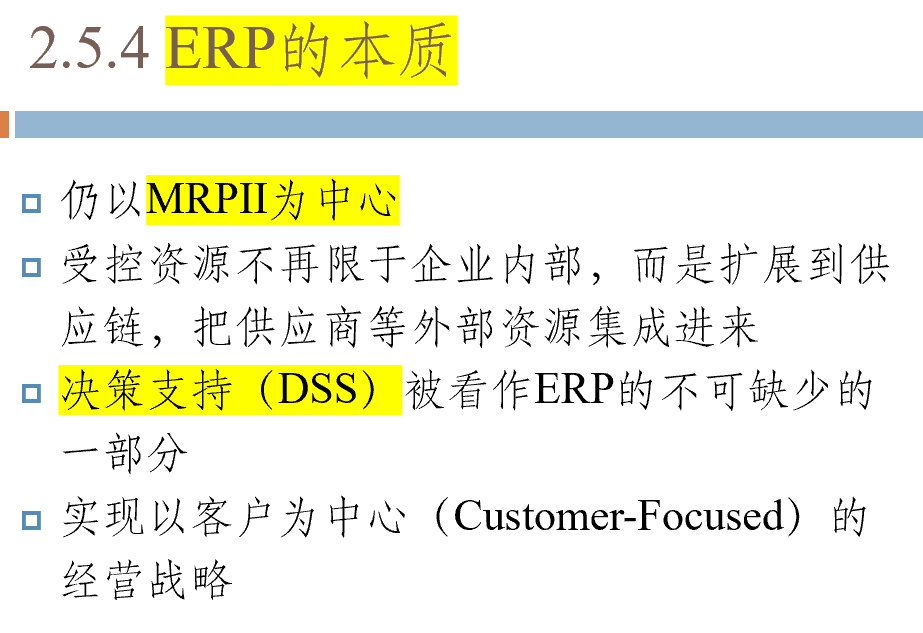 2.5.4 ERP的本质
仍以MRPII为中心
受控资源不再限于企业内部，而是扩展到供
应链，把供应商等外部资源集成进来
决策支持（DSS）被看作ERP的不可缺少的
一部分
实现以客户为中心（Customer-Focused）的
经营战略